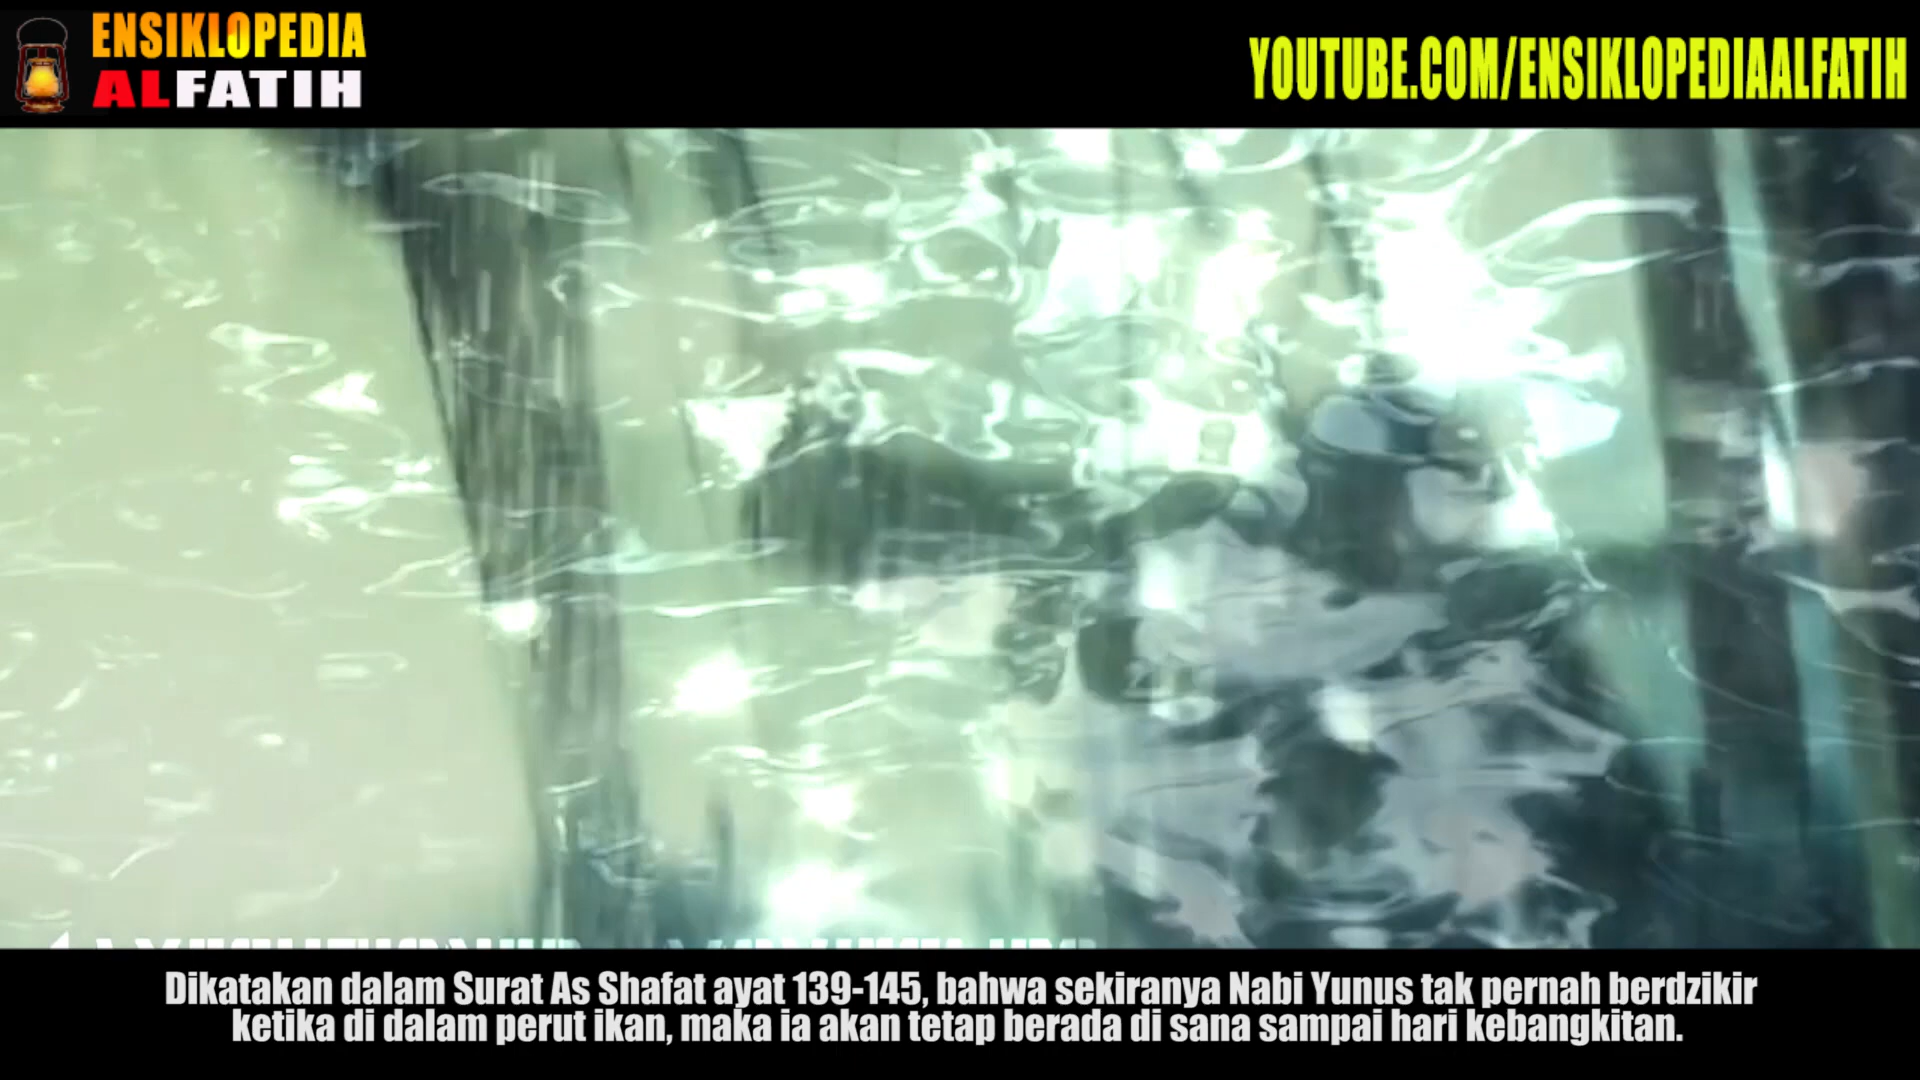 ENSIKLOPEDIA
ALFATIH
YOUTUBE.COM/ENSIKLOPEDIAALFATIH
Dikatakan dalam Surat As Shafat ayat 139-145, bahwa sekiranya Nabi Yunus tak pernah berdzikir
ketika di dalam perut ikan, maka ia akan tetap berada di sana sampai hari kebangkitan.